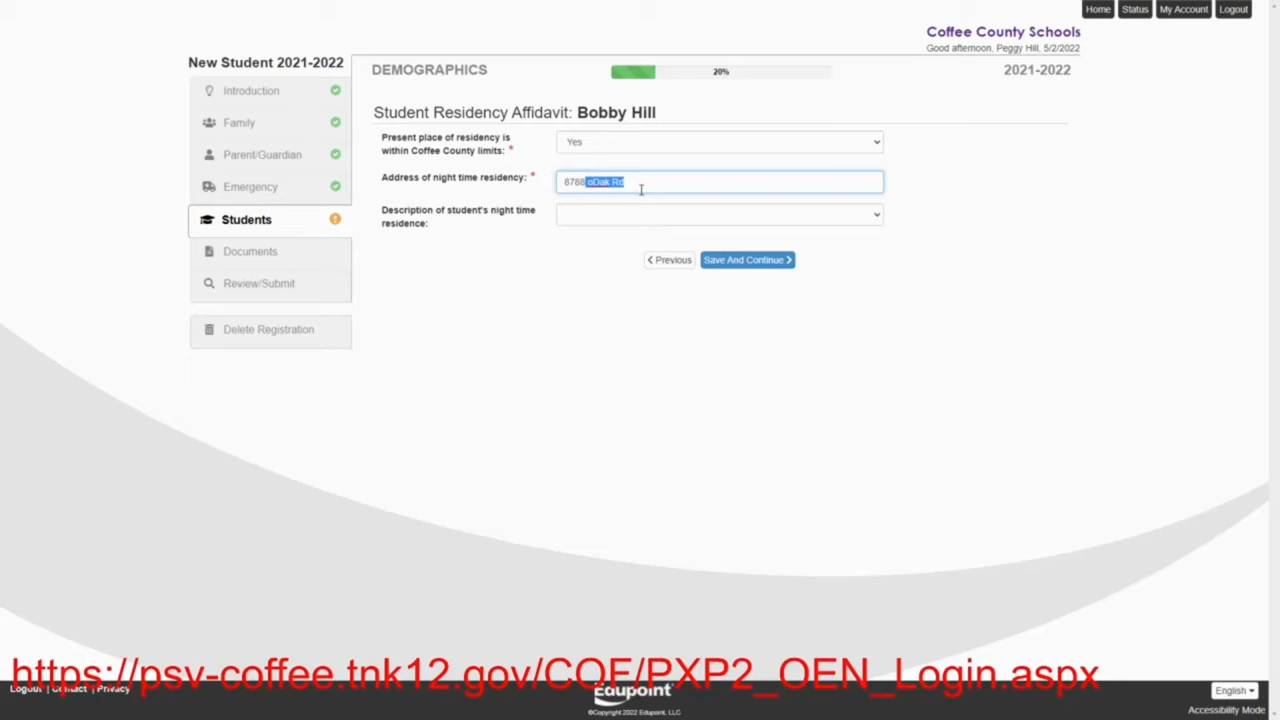 Home Status My Account Logout
Coffee County Schools
Good afternoon, Peggy Hill, 5/2/2022
New Student 2021-2022
DEMOGRAPHICS 20% 2021-2022
Introduction
Family
Parent/Guardian
Emergency
Students
Documents
Review/Submit
Delete Registration
Student Residency Affidavit: Bobby Hill
Present place of residency is
within Coffee County limits: *
Yes
Address of night time residency: *
8788 oDak Rd
Description of student's night time
residence:
Previous Save And Continue
https://psv-coffee.tnk12.gov/COF/PXP2_OEN_Login.aspx
Logout | Contact | Privacy
Edupoint
©Copyright 2022 Edupoint, LLC
English
Accessibility Mode